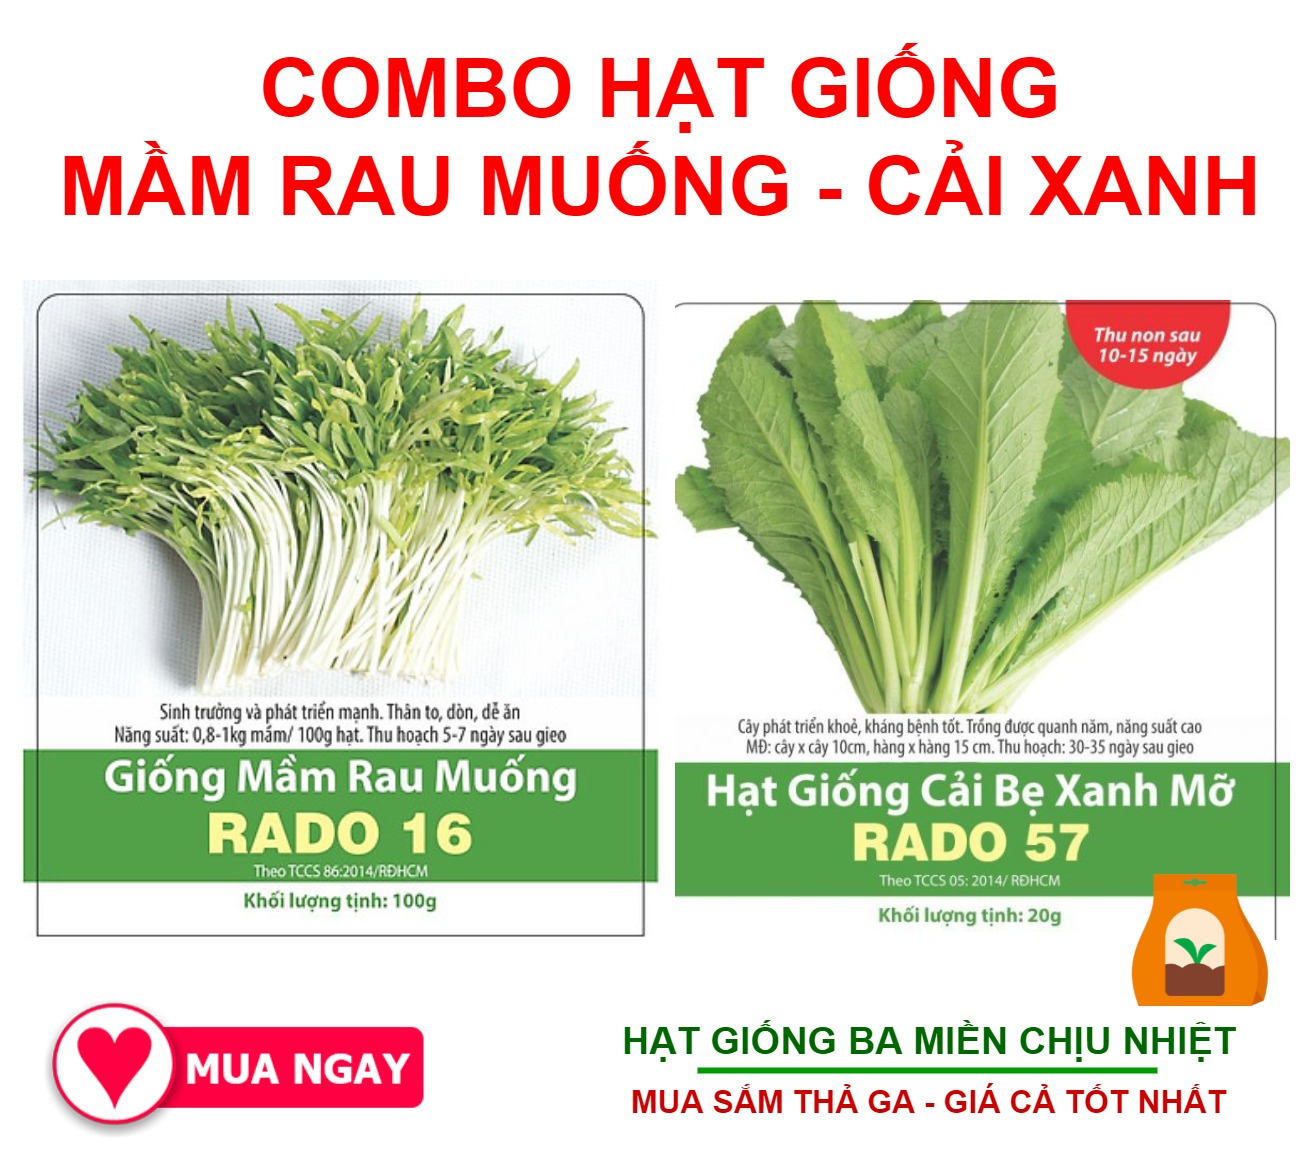 COMBO HẠT GIỐNG
MẦM RAU MUỐNG - CẢI XANH
Sinh trưởng và phát triển mạnh. Thân to, dòn, dễ ăn
Năng suất: 0,8-1kg mầm/ 100g hạt. Thu hoạch 5-7 ngày sau gieo
Giống Mầm Rau Muống
RADO 16
Theo TCCS 86:2014/RĐHCM
Khối lượng tịnh: 100g
Thu non sau
10-15 ngày
Cây phát triển khoẻ, kháng bệnh tốt. Trồng được quanh năm, năng suất cao
MĐ: cây x cây 10cm, hàng x hàng 15 cm. Thu hoạch: 30-35 ngày sau gieo
Hạt Giống Cải Bẹ Xanh Mỡ
RADO 57
Theo TCCS 05: 2014/ RĐHCM
Khối lượng tịnh: 20g
MUA NGAY
HẠT GIỐNG BA MIỀN CHỊU NHIỆT
MUA SẮM THẢ GA - GIÁ CẢ TỐT NHẤT